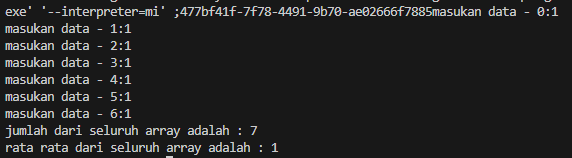 exe' '--interpreter=mi' ;477bf41f-7f78-4491-9b70-ae02666f7885masukan data - 0:1
masukan data - 1:1
masukan data - 2:1
masukan data - 3:1
masukan data - 4:1
masukan data - 5:1
masukan data - 6:1
jumlah dari seluruh array adalah : 7
rata rata dari seluruh array adalah : 1